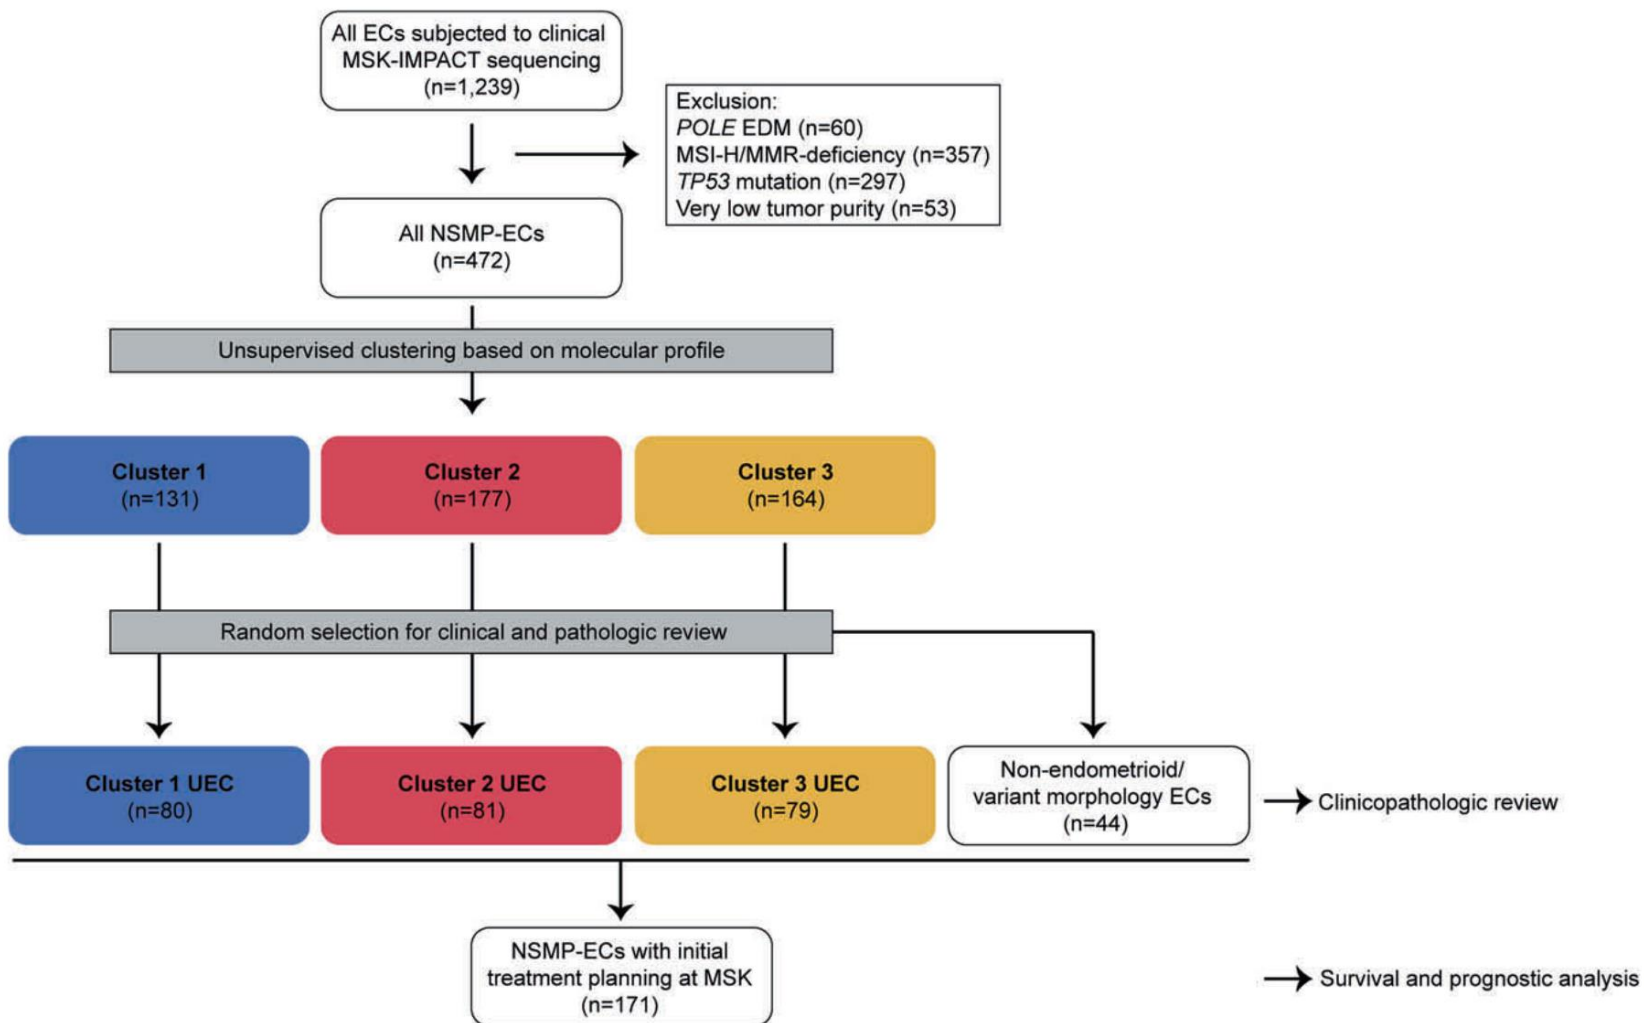 All ECs subjected to clinical
MSK-IMPACT sequencing
(n=1,239)
Exclusion:
POLE EDM (n=60)
MSI-H/MMR-deficiency (n=357)
TP53 mutation (n=297)
Very low tumor purity (n=53)
All NSMP-ECs
(n=472)
Unsupervised clustering based on molecular profile
Cluster 1
(n=131)
Cluster 2
(n=177)
Cluster 3
(n=164)
Random selection for clinical and pathologic review
Cluster 1 UEC
(n=80)
Cluster 2 UEC
(n=81)
Cluster 3 UEC
(n=79)
Non-endometrioid/
variant morphology ECs
(n=44)
Clinicopathologic review
NSMP-ECs with initial
treatment planning at MSK
(n=171)
Survival and prognostic analysis